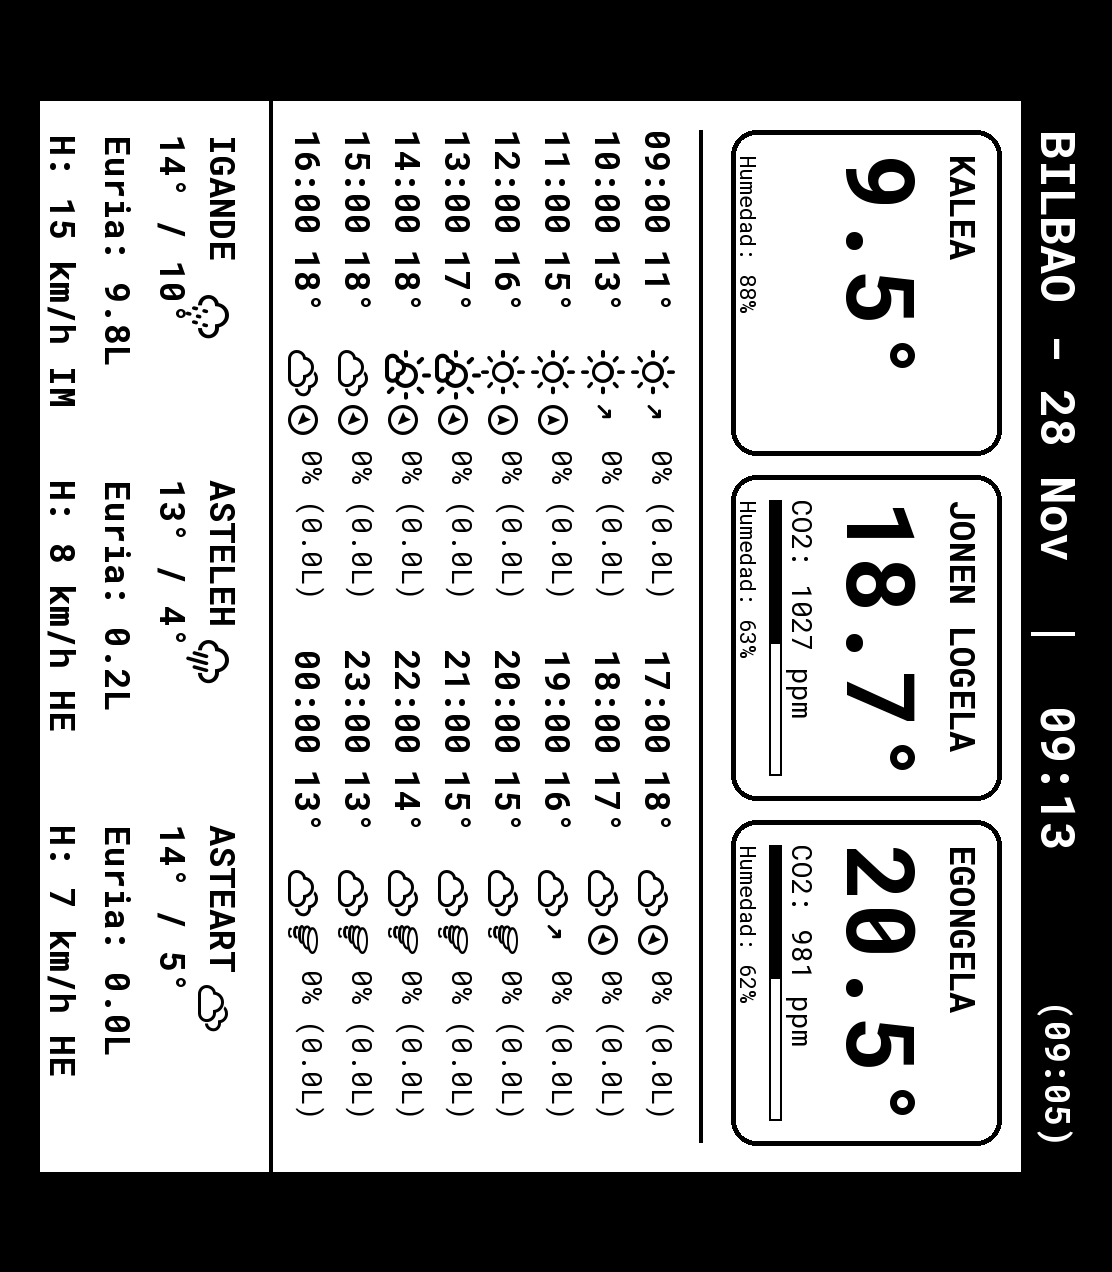 BILBAO - 28 Nov | 09:13 (09:05)
KALEA
9.5°
Humedad: 88%
JONEN LOGELA
18.7°
CO2: 1027 ppm
Humedad: 63%
EGONGELA
20.5°
CO2: 981 ppm
Humedad: 62%
09:00 11° 0% (0.0L)
10:00 13° 0% (0.0L)
11:00 15° 0% (0.0L)
12:00 16° 0% (0.0L)
13:00 17° 0% (0.0L)
14:00 18° 0% (0.0L)
15:00 18° 0% (0.0L)
16:00 18° 0% (0.0L)
17:00 18° 0% (0.0L)
18:00 17° 0% (0.0L)
19:00 16° 0% (0.0L)
20:00 15° 0% (0.0L)
21:00 15° 0% (0.0L)
22:00 14° 0% (0.0L)
23:00 13° 0% (0.0L)
00:00 13° 0% (0.0L)
IGANDE
14° / 10°
Euria: 9.8L
H: 15 km/h IM
ASTELEH
13° / 4°
Euria: 0.2L
H: 8 km/h HE
ASTEART
14° / 5°
Euria: 0.0L
H: 7 km/h HE